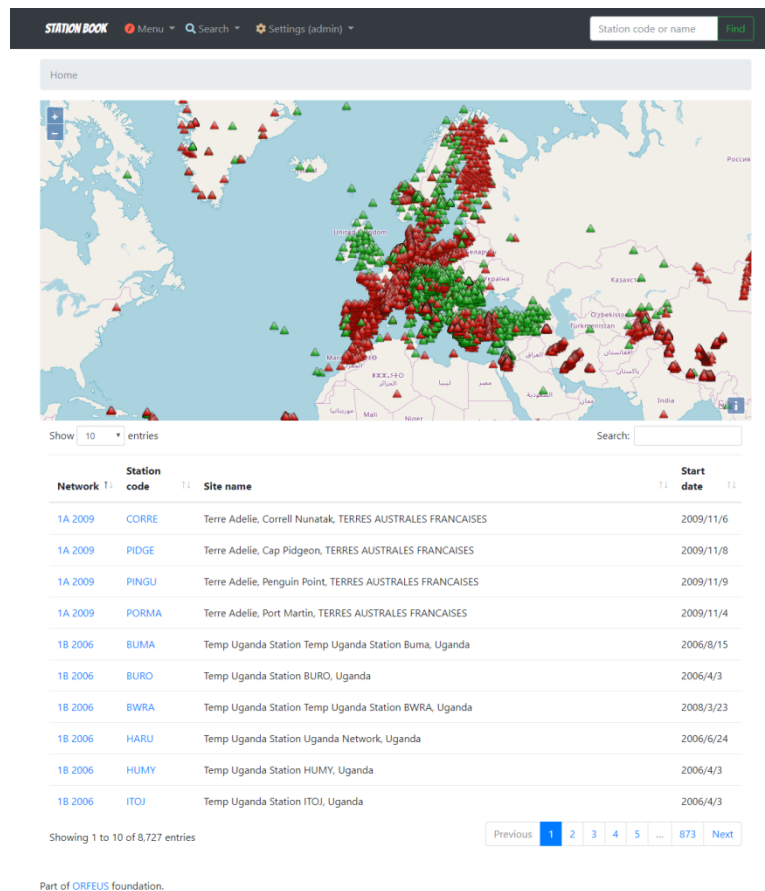 STATION BOOK Menu Search Settings (admin) Station code or name Find
Home
+
−
Россия
United Kingdom
Україна
Казахст
O'zbekiston
Türkmenistan
العراق
افغانستان
پاکستان
الجزائر
ليبيا
مصر
السعودية
عمان
India
موريتانيا
Mali
Niger
i
Show 10 entries Search:
Network Station code Site name Start date
1A 2009 CORRE Terre Adelie, Correll Nunatak, TERRES AUSTRALES FRANCAISES 2009/11/6
1A 2009 PIDGE Terre Adelie, Cap Pidgeon, TERRES AUSTRALES FRANCAISES 2009/11/8
1A 2009 PINGU Terre Adelie, Penguin Point, TERRES AUSTRALES FRANCAISES 2009/11/9
1A 2009 PORMA Terre Adelie, Port Martin, TERRES AUSTRALES FRANCAISES 2009/11/4
1B 2006 BUMA Temp Uganda Station Temp Uganda Station Buma, Uganda 2006/8/15
1B 2006 BURO Temp Uganda Station BURO, Uganda 2006/4/3
1B 2006 BWRA Temp Uganda Station Temp Uganda Station BWRA, Uganda 2008/3/23
1B 2006 HARU Temp Uganda Station Uganda Network, Uganda 2006/6/24
1B 2006 HUMY Temp Uganda Station HUMY, Uganda 2006/4/3
1B 2006 ITOJ Temp Uganda Station ITOJ, Uganda 2006/4/3
Showing 1 to 10 of 8,727 entries Previous 1 2 3 4 5 ... 873 Next
Part of ORFEUS foundation.